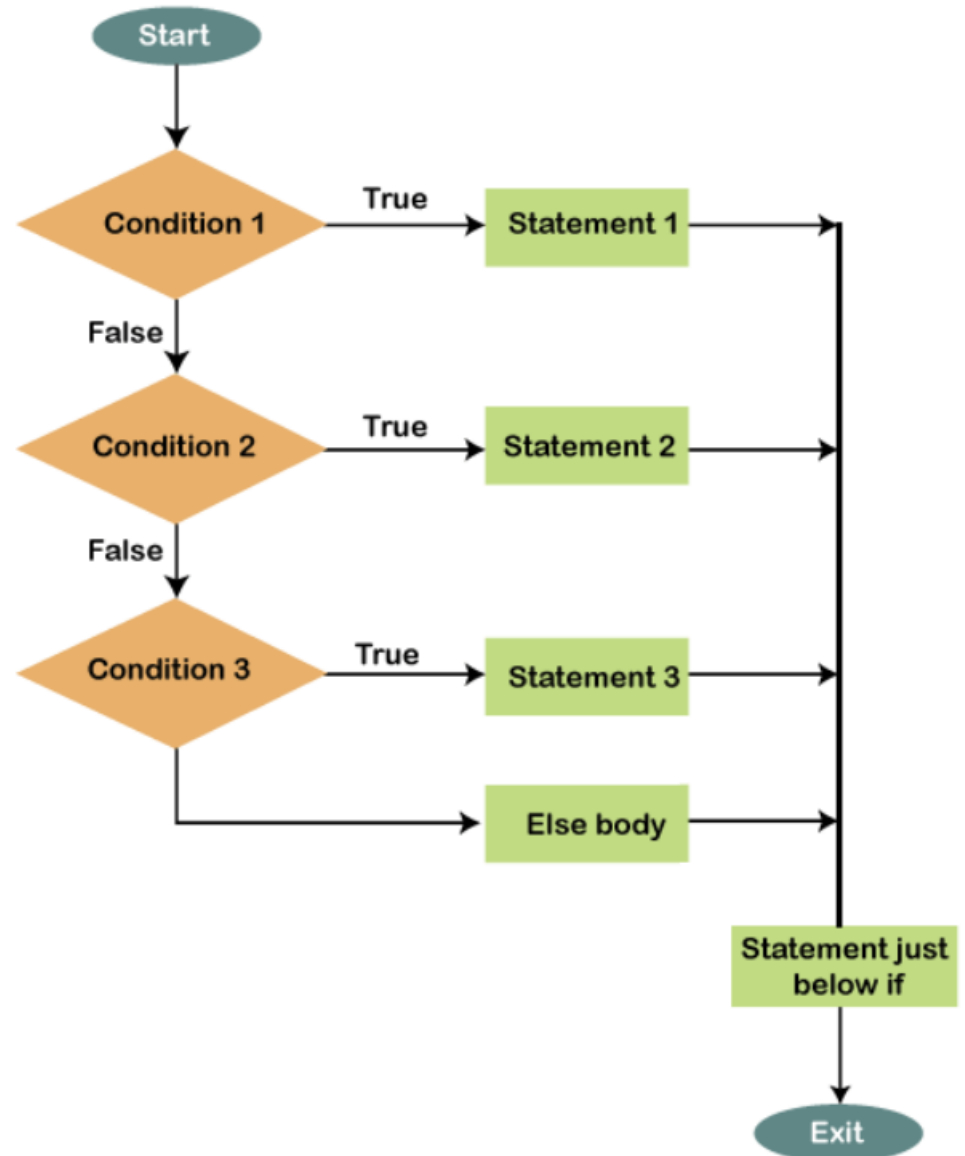 Start
Condition 1
True
Statement 1
False
Condition 2
True
Statement 2
False
Condition 3
True
Statement 3
Else body
Statement just
below if
Exit